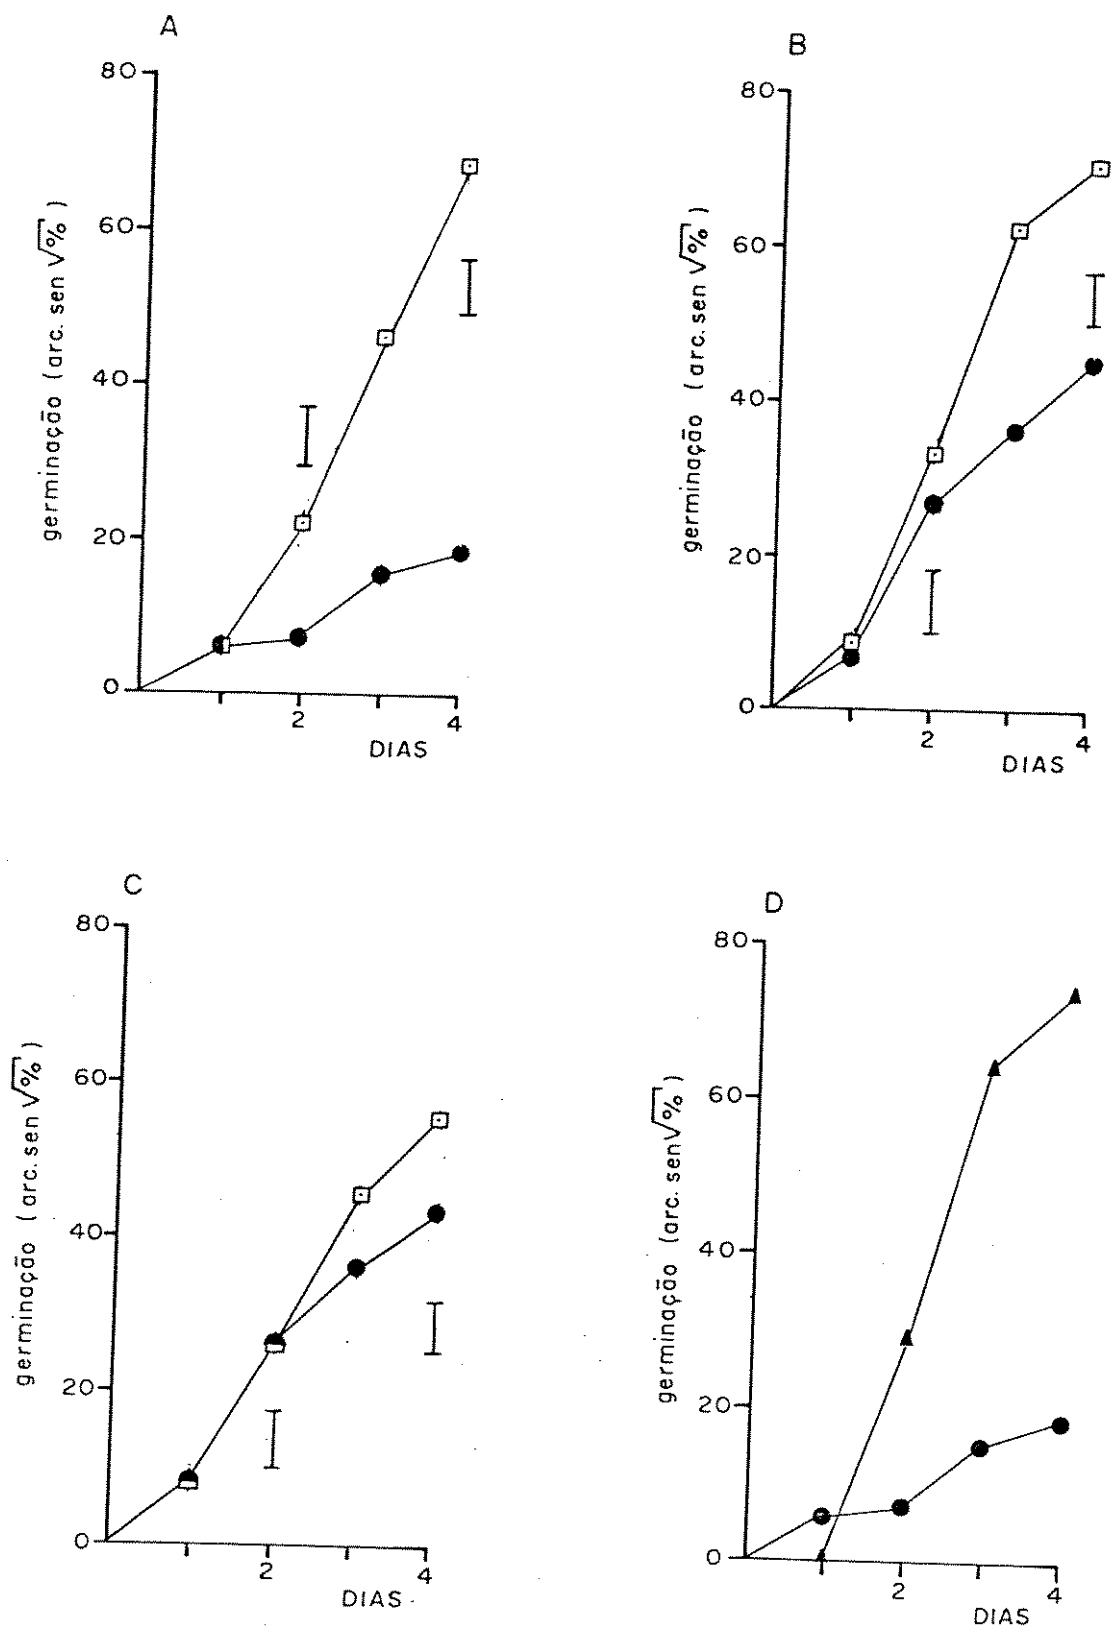 A
80
60
40
20
0
2
4
DIAS
germinação (arc. sen √%)
B
80
60
40
20
0
2
4
DIAS
germinação (arc. sen √%)
C
80
60
40
20
0
2
4
DIAS
germinação (arc. sen √%)
D
80
60
40
20
0
2
4
DIAS
germinação (arc. sen √%)